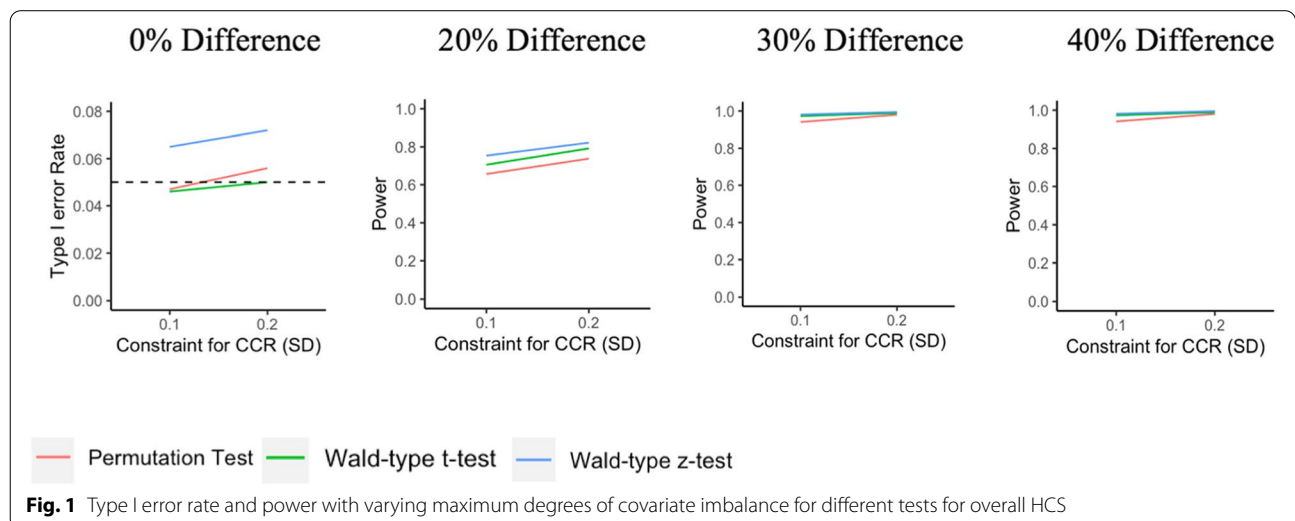 0% Difference
20% Difference
30% Difference
40% Difference
Type I error Rate
0.08
0.06
0.04
0.02
0.00
0.1
0.2
Constraint for CCR (SD)
Power
1.0
0.8
0.6
0.4
0.2
0.0
0.1
0.2
Constraint for CCR (SD)
Power
1.0
0.8
0.6
0.4
0.2
0.0
0.1
0.2
Constraint for CCR (SD)
Power
1.0
0.8
0.6
0.4
0.2
0.0
0.1
0.2
Constraint for CCR (SD)
Permutation Test
Wald-type t-test
Wald-type z-test
Fig. 1 Type I error rate and power with varying maximum degrees of covariate imbalance for different tests for overall HCS